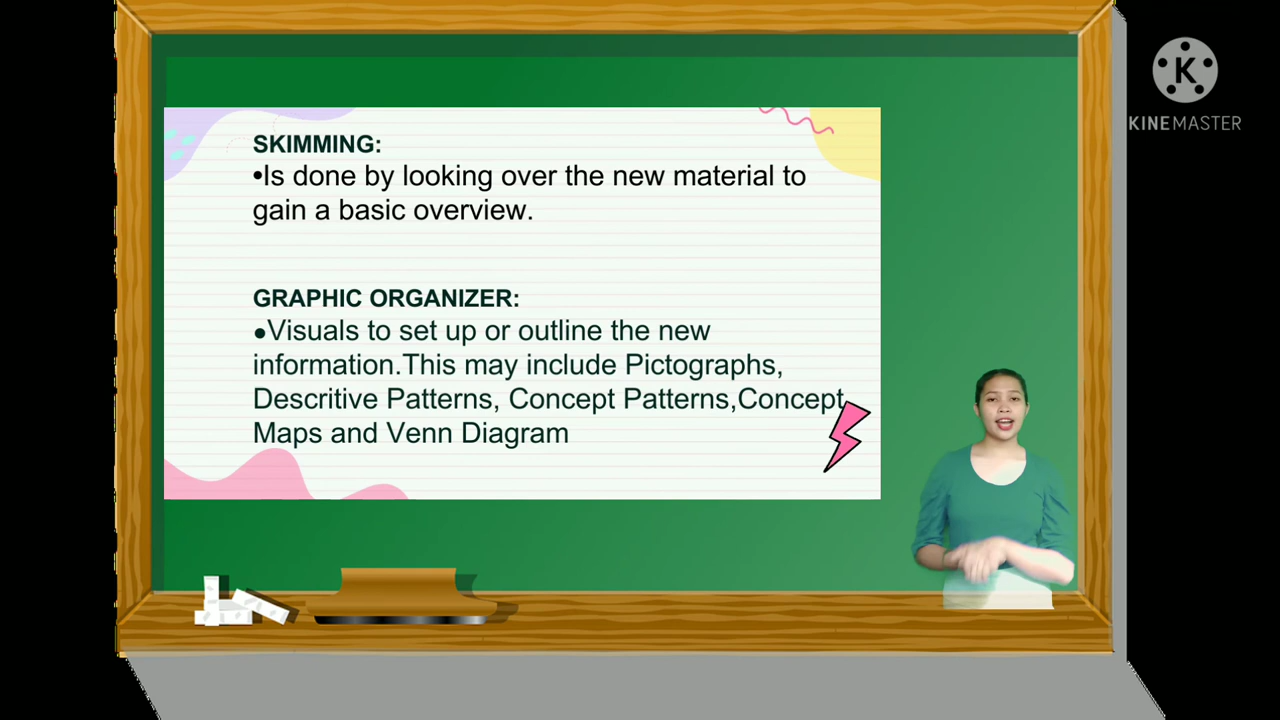 SKIMMING:
•Is done by looking over the new material to
gain a basic overview.
GRAPHIC ORGANIZER:
●Visuals to set up or outline the new
information.This may include Pictographs,
Descritive Patterns, Concept Patterns,Concept
Maps and Venn Diagram
K
KINEMASTER